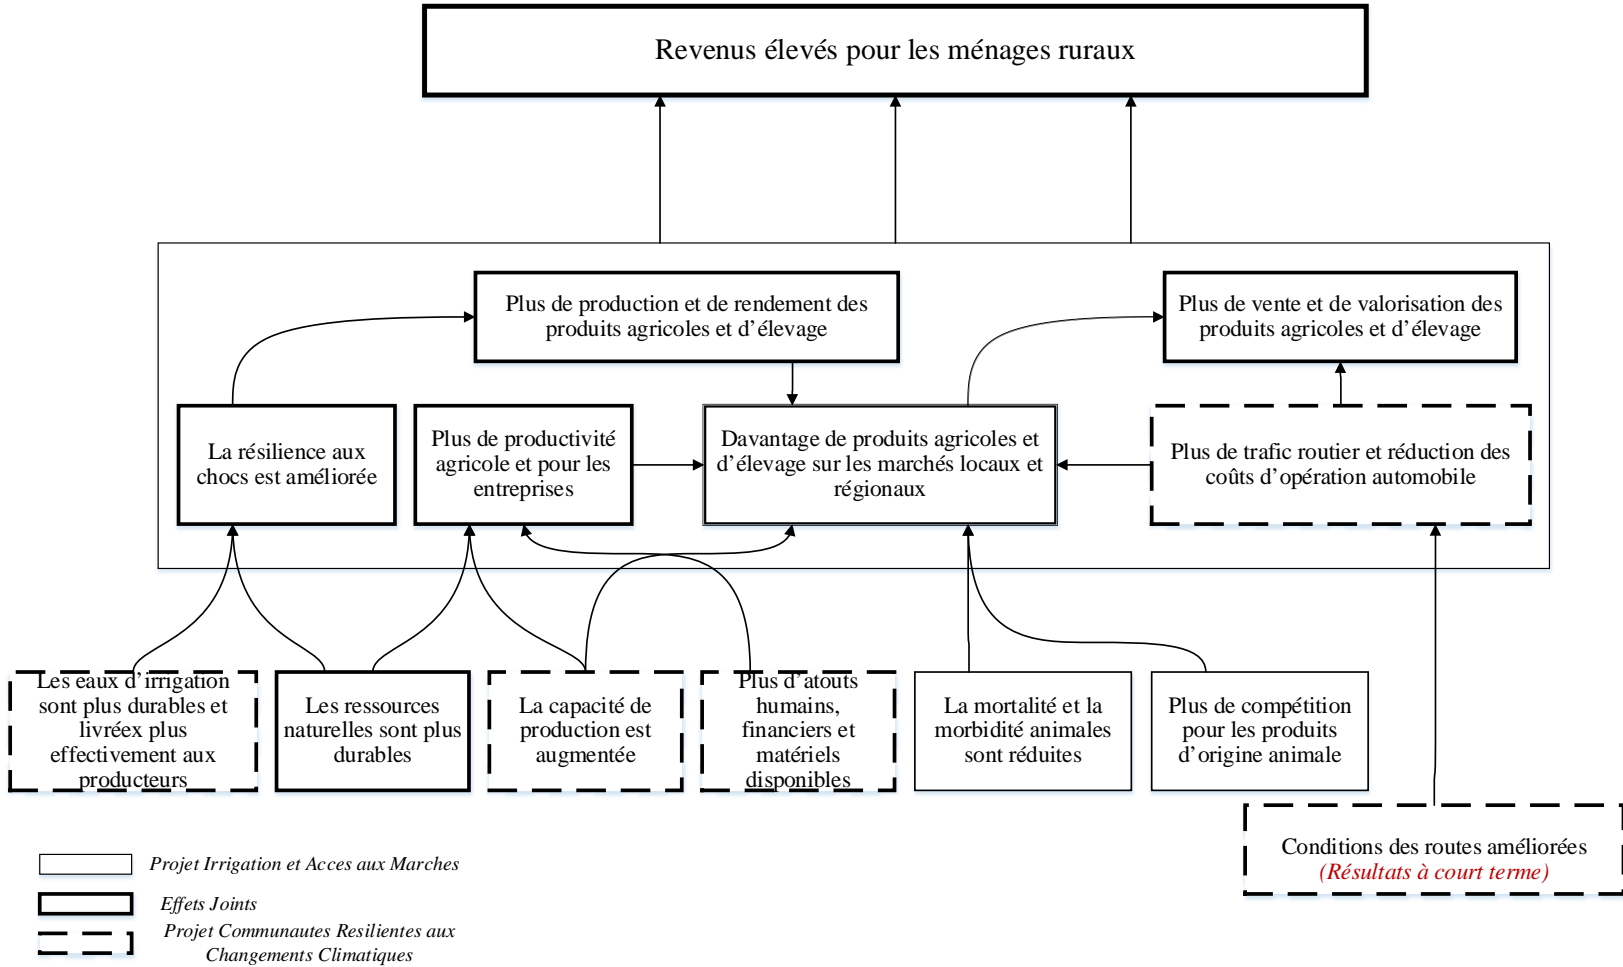 Revenus élevés pour les ménages ruraux
Plus de production et de rendement des
produits agricoles et d’élevage
Plus de vente et de valorisation des
produits agricoles et d’élevage
La résilience aux
chocs est améliorée
Plus de productivité
agricole et pour les
entreprises
Davantage de produits agricoles et
d’élevage sur les marchés locaux et
régionaux
Plus de trafic routier et réduction des
coûts d’opération automobile
Les eaux d’irrigation
sont plus durables et
livréex plus
effectivement aux
producteurs
Les ressources
naturelles sont plus
durables
La capacité de
production est
augmentée
Plus d’atouts
humains,
financiers et
matériels
disponibles
La mortalité et la
morbidité animales
sont réduites
Plus de compétition
pour les produits
d’origine animale
Conditions des routes améliorées
(Résultats à court terme)
Projet Irrigation et Acces aux Marches
Effets Joints
Projet Communautes Resilientes aux
Changements Climatiques